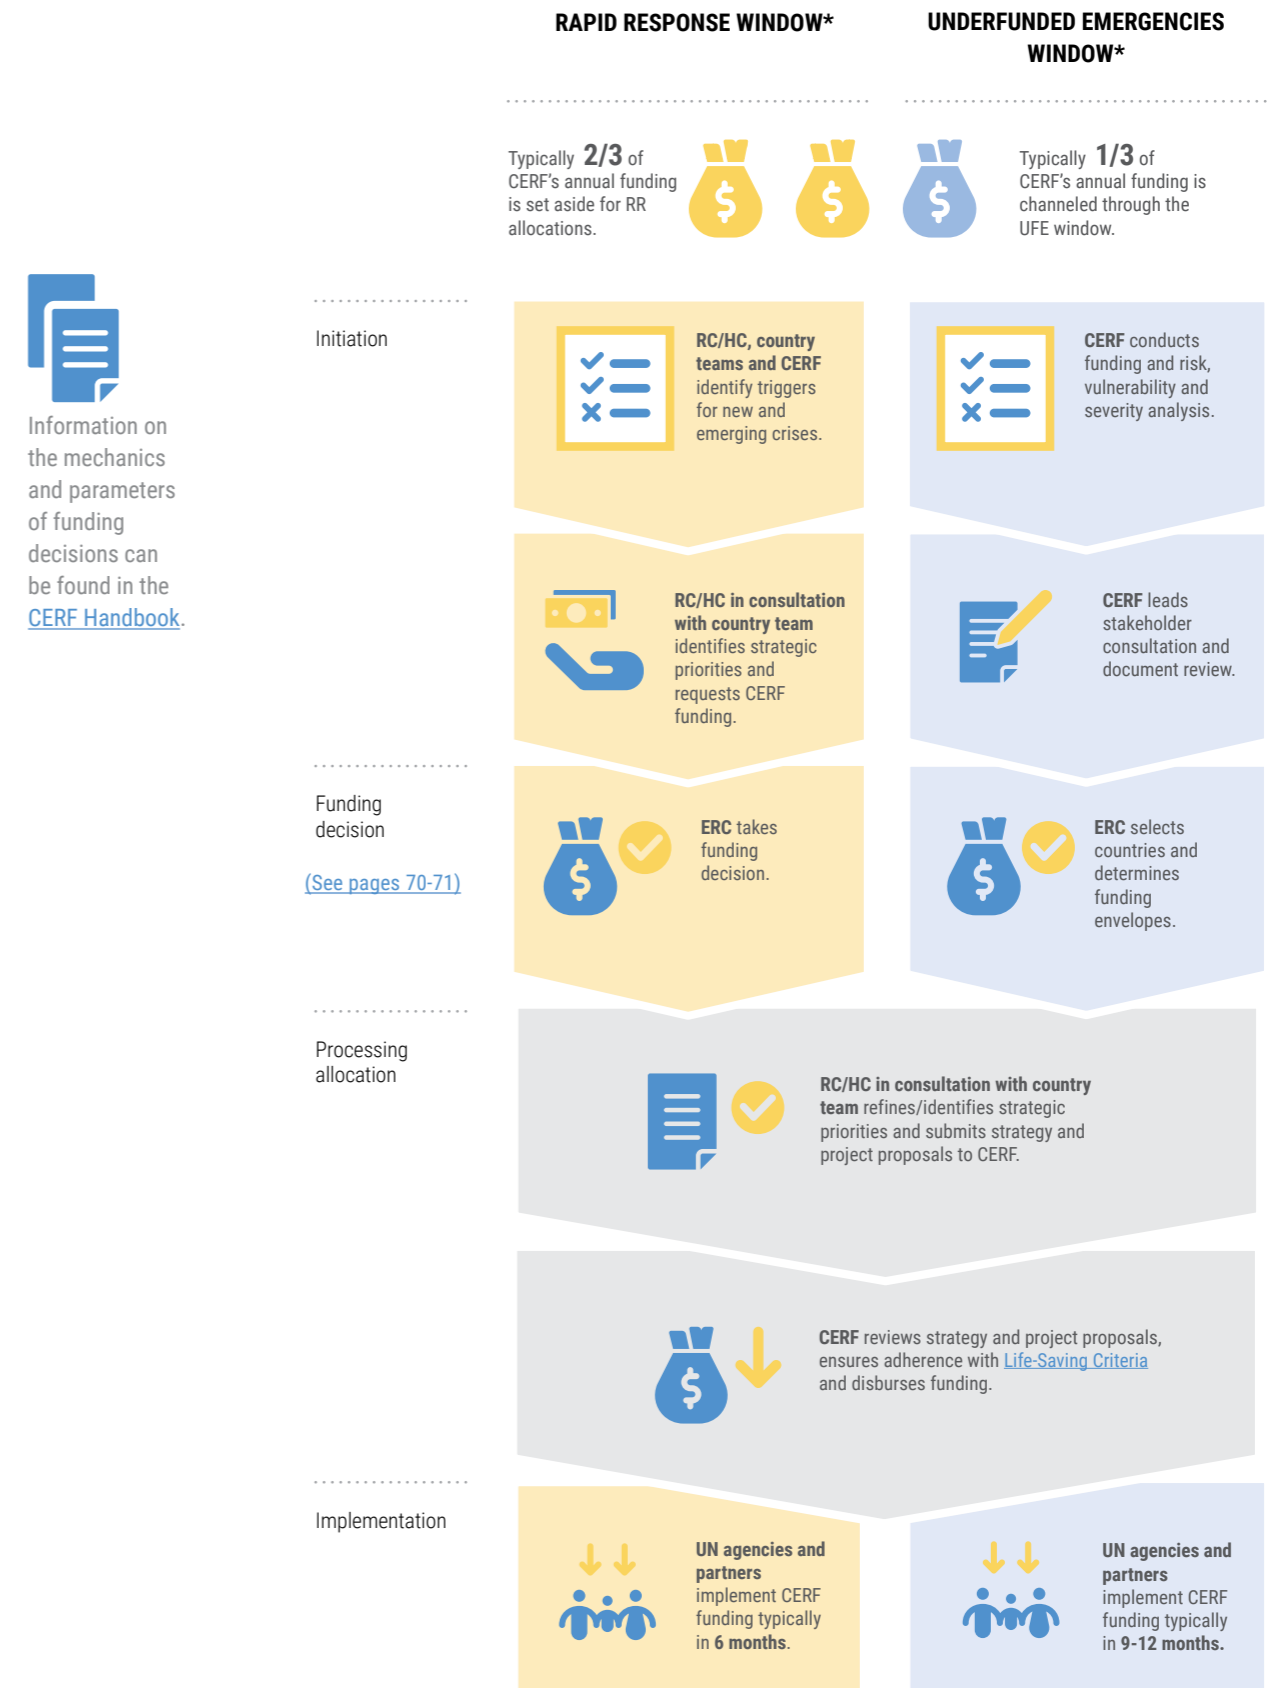 RAPID RESPONSE WINDOW*
UNDERFUNDED EMERGENCIES
WINDOW*
Typically 2/3 of
CERF's annual funding
is set aside for RR
allocations.
$
$
$
Typically 1/3 of
CERF's annual funding is
channeled through the
UFE window.
Information on
the mechanics
and parameters
of funding
decisions can
be found in the
CERF Handbook.
Initiation
RC/HC, country
teams and CERF
identify triggers
for new and
emerging crises.
CERF conducts
funding and risk,
vulnerability and
severity analysis.
RC/HC in consultation
with country team
identifies strategic
priorities and
requests CERF
funding.
CERF leads
stakeholder
consultation and
document review.
Funding
decision
(See pages 70-71)
$
ERC takes
funding
decision.
$
ERC selects
countries and
determines
funding
envelopes.
Processing
allocation
RC/HC in consultation with country
team refines/identifies strategic
priorities and submits strategy and
project proposals to CERF.
$
CERF reviews strategy and project proposals,
ensures adherence with Life-Saving Criteria
and disburses funding.
Implementation
UN agencies and
partners
implement CERF
funding typically
in 6 months.
UN agencies and
partners
implement CERF
funding typically
in 9-12 months.